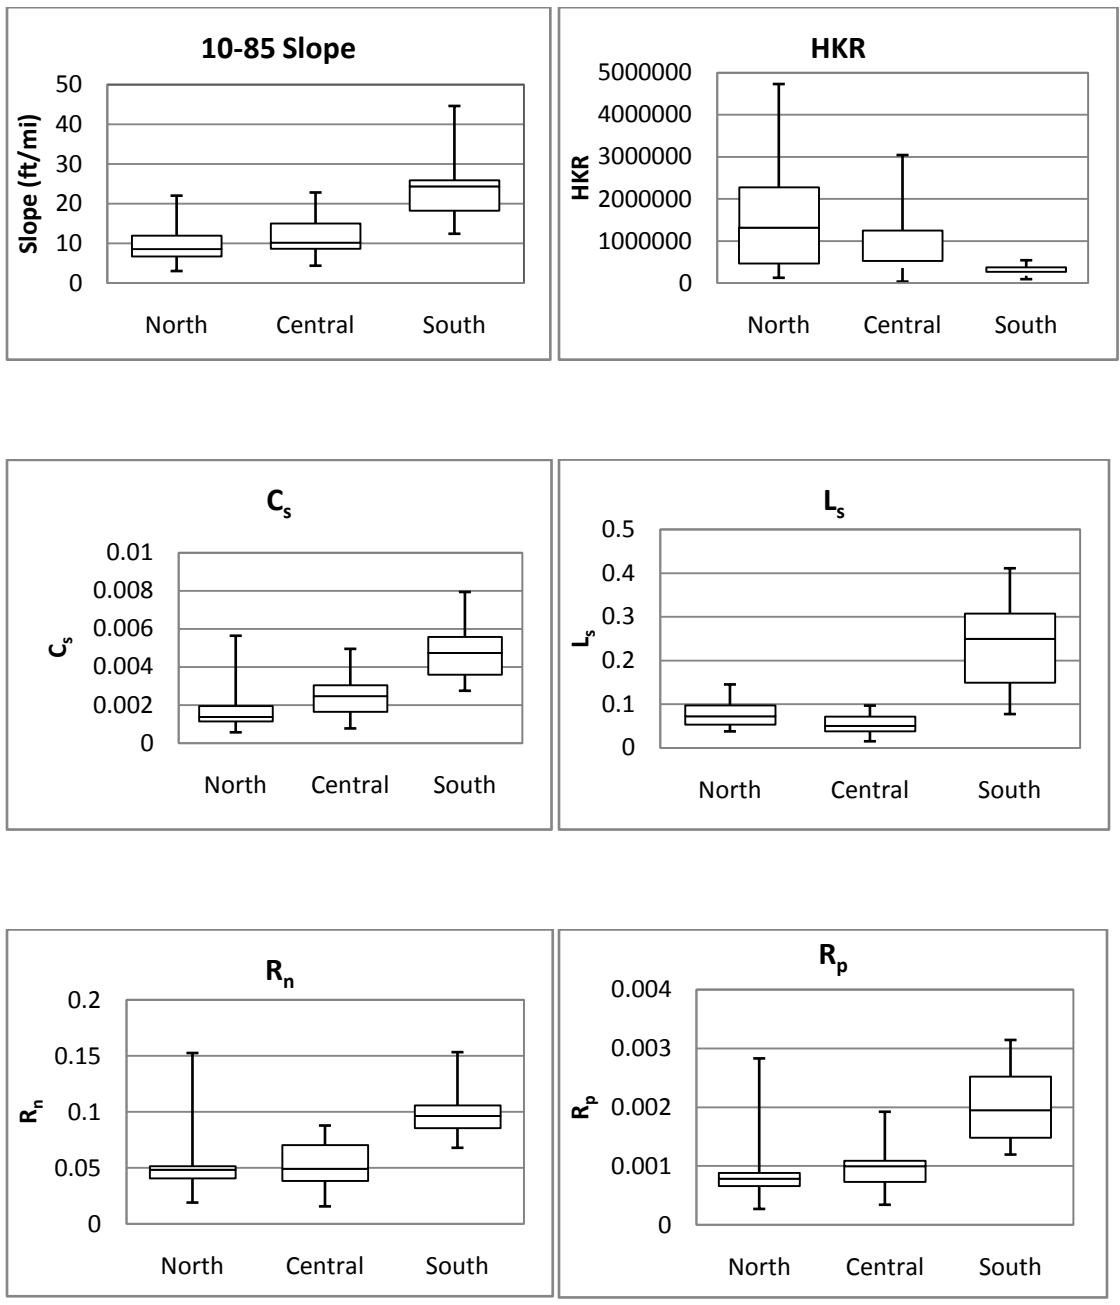 10-85 Slope
Slope (ft/mi)
50
40
30
20
10
0
North Central South
HKR
HKR
5000000
4000000
3000000
2000000
1000000
0
North Central South
Cs
Cs
0.01
0.008
0.006
0.004
0.002
0
North Central South
Ls
Ls
0.5
0.4
0.3
0.2
0.1
0
North Central South
Rn
Rn
0.2
0.15
0.1
0.05
0
North Central South
Rp
Rp
0.004
0.003
0.002
0.001
0
North Central South